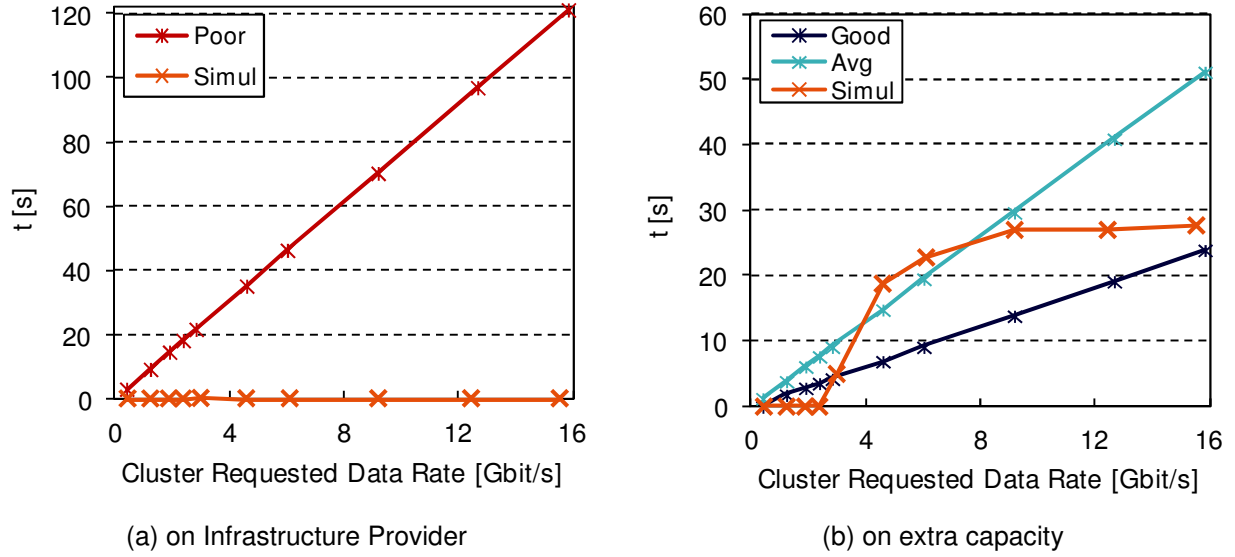 120
100
80
60
40
20
0
t [s]
Poor
Simul
0 4 8 12 16
Cluster Requested Data Rate [Gbit/s]
(a) on Infrastructure Provider
60
50
40
30
20
10
0
t [s]
Good
Avg
Simul
0 4 8 12 16
Cluster Requested Data Rate [Gbit/s]
(b) on extra capacity